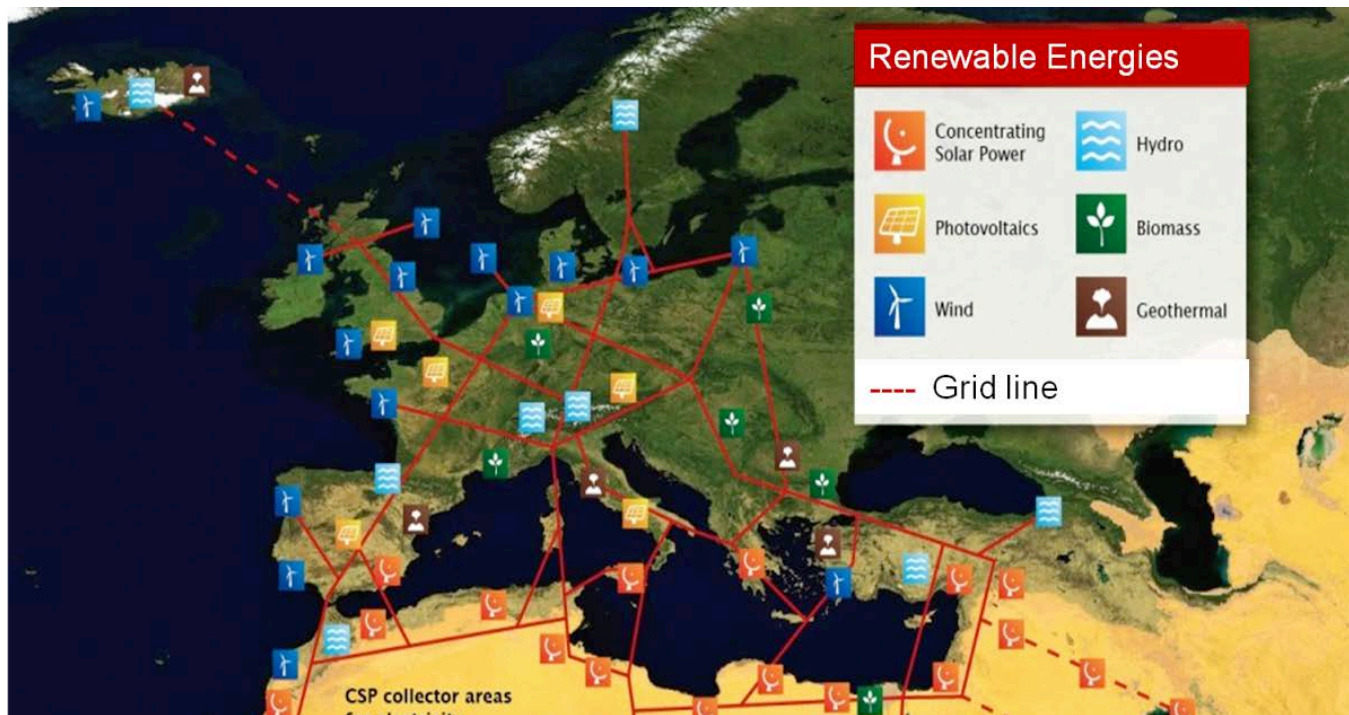 Renewable Energies
Concentrating
Solar Power
Hydro
Photovoltaics
Biomass
Wind
Geothermal
Grid line
CSP collector areas